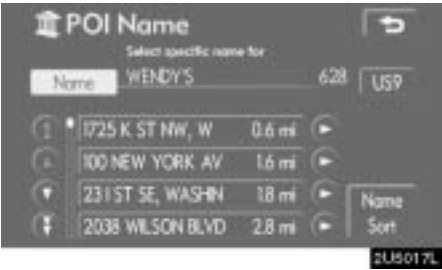 POI Name
Select specific name for
Name WENDY'S 628 US9
1725 K ST NW, W 0.6 mi
100 NEW YORK AV 1.6 mi
231 ST SE, WASHIN 1.8 mi
2038 WILSON BLVD 2.8 mi
Name
Sort
2U5017L